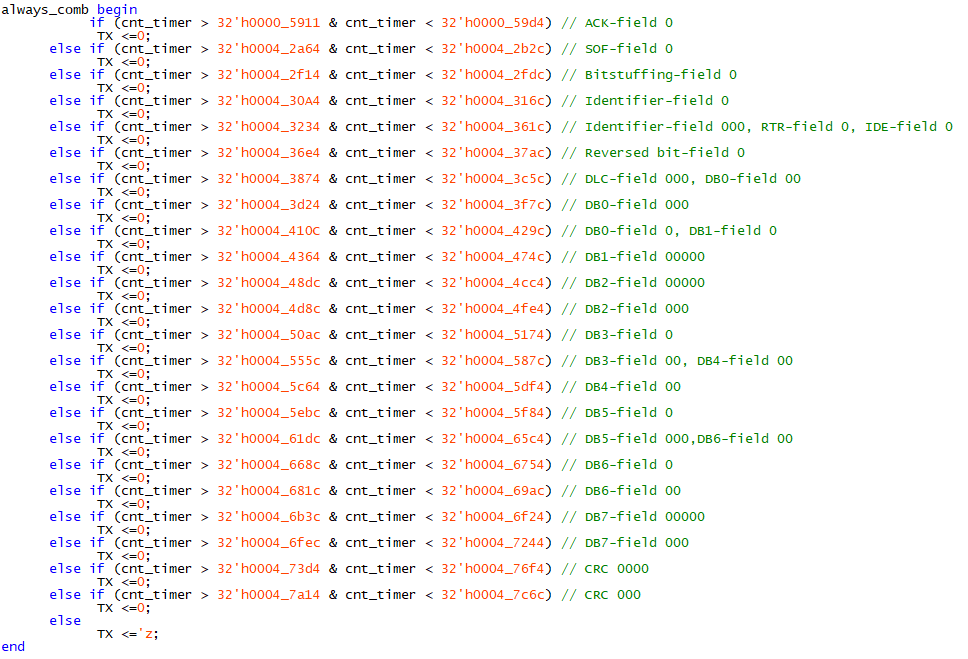 always_comb begin
if (cnt_timer > 32'h0000_5911 & cnt_timer < 32'h0000_59d4) // ACK-field 0
TX <=0;
else if (cnt_timer > 32'h0004_2a64 & cnt_timer < 32'h0004_2b2c) // SOF-field 0
TX <=0;
else if (cnt_timer > 32'h0004_2f14 & cnt_timer < 32'h0004_2fdc) // Bitstuffing-field 0
TX <=0;
else if (cnt_timer > 32'h0004_30A4 & cnt_timer < 32'h0004_316c) // Identifier-field 0
TX <=0;
else if (cnt_timer > 32'h0004_3234 & cnt_timer < 32'h0004_361c) // Identifier-field 000, RTR-field 0, IDE-field 0
TX <=0;
else if (cnt_timer > 32'h0004_36e4 & cnt_timer < 32'h0004_37ac) // Reversed bit-field 0
TX <=0;
else if (cnt_timer > 32'h0004_3874 & cnt_timer < 32'h0004_3c5c) // DLC-field 000, DB0-field 00
TX <=0;
else if (cnt_timer > 32'h0004_3d24 & cnt_timer < 32'h0004_3f7c) // DB0-field 000
TX <=0;
else if (cnt_timer > 32'h0004_410C & cnt_timer < 32'h0004_429c) // DB0-field 0, DB1-field 0
TX <=0;
else if (cnt_timer > 32'h0004_4364 & cnt_timer < 32'h0004_474c) // DB1-field 00000
TX <=0;
else if (cnt_timer > 32'h0004_48dc & cnt_timer < 32'h0004_4cc4) // DB2-field 00000
TX <=0;
else if (cnt_timer > 32'h0004_4d8c & cnt_timer < 32'h0004_4fe4) // DB2-field 000
TX <=0;
else if (cnt_timer > 32'h0004_50ac & cnt_timer < 32'h0004_5174) // DB3-field 0
TX <=0;
else if (cnt_timer > 32'h0004_555c & cnt_timer < 32'h0004_587c) // DB3-field 00, DB4-field 00
TX <=0;
else if (cnt_timer > 32'h0004_5c64 & cnt_timer < 32'h0004_5df4) // DB4-field 00
TX <=0;
else if (cnt_timer > 32'h0004_5ebc & cnt_timer < 32'h0004_5f84) // DB5-field 0
TX <=0;
else if (cnt_timer > 32'h0004_61dc & cnt_timer < 32'h0004_65c4) // DB5-field 000,DB6-field 00
TX <=0;
else if (cnt_timer > 32'h0004_668c & cnt_timer < 32'h0004_6754) // DB6-field 0
TX <=0;
else if (cnt_timer > 32'h0004_681c & cnt_timer < 32'h0004_69ac) // DB6-field 00
TX <=0;
else if (cnt_timer > 32'h0004_6b3c & cnt_timer < 32'h0004_6f24) // DB7-field 00000
TX <=0;
else if (cnt_timer > 32'h0004_6fec & cnt_timer < 32'h0004_7244) // DB7-field 000
TX <=0;
else if (cnt_timer > 32'h0004_73d4 & cnt_timer < 32'h0004_76f4) // CRC 0000
TX <=0;
else if (cnt_timer > 32'h0004_7a14 & cnt_timer < 32'h0004_7c6c) // CRC 000
TX <=0;
else
TX <='z;
end